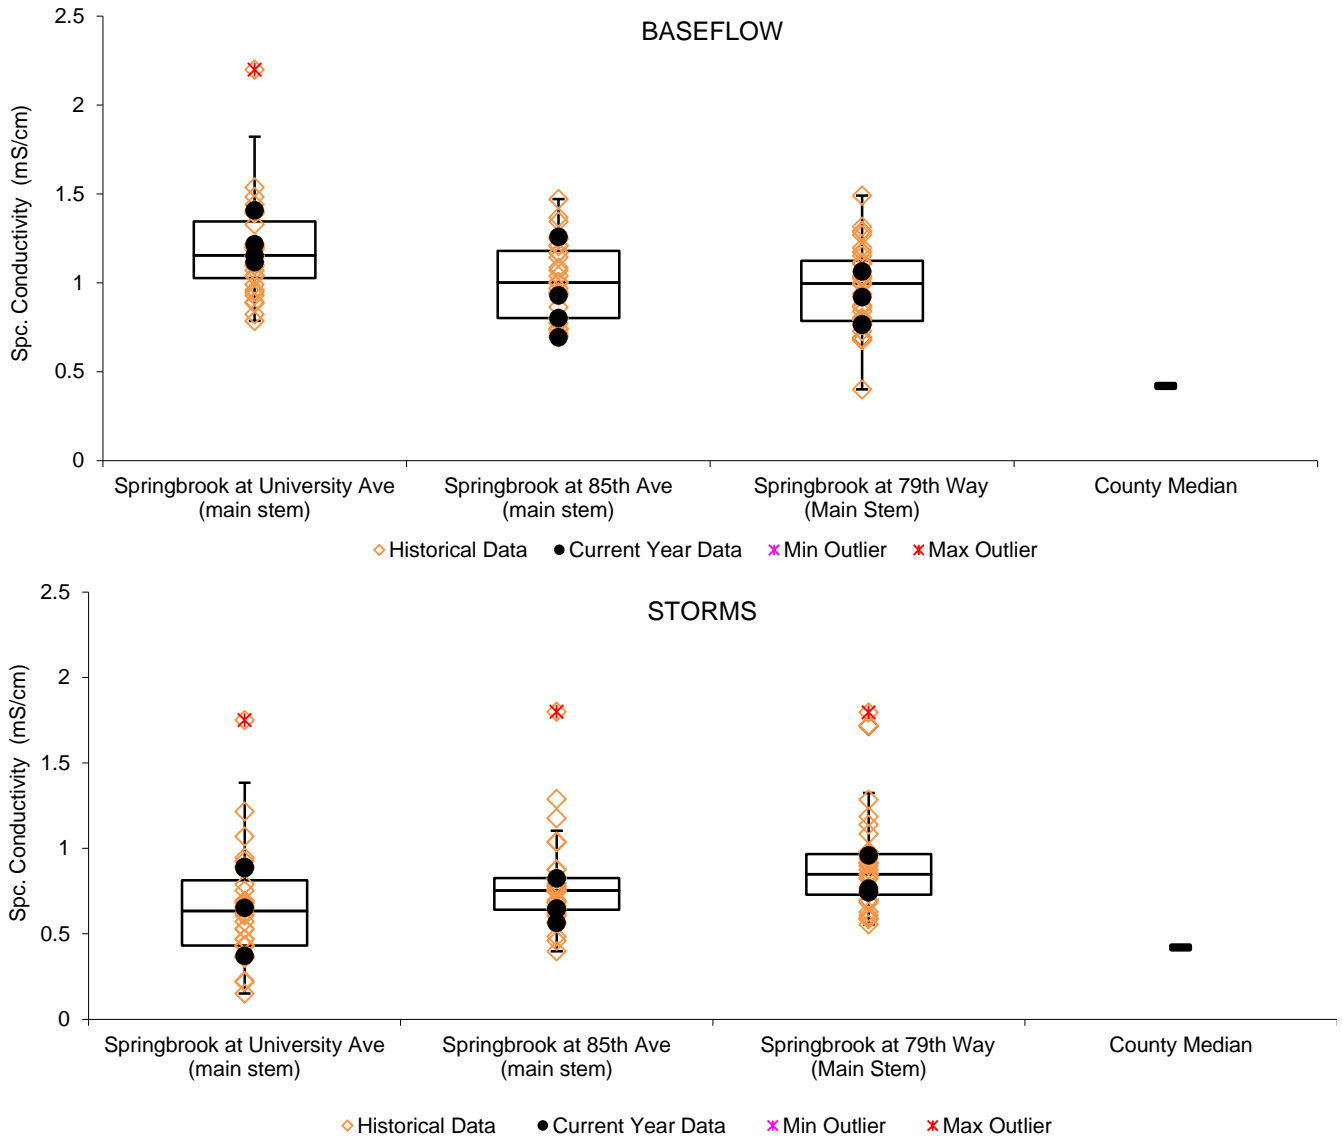 BASEFLOW
Spc. Conductivity (mS/cm)
2.5
2
1.5
1
0.5
0
Springbrook at University Ave
(main stem)
Springbrook at 85th Ave
(main stem)
Springbrook at 79th Way
(Main Stem)
County Median
Historical Data
Current Year Data
Min Outlier
Max Outlier
STORMS
Spc. Conductivity (mS/cm)
2.5
2
1.5
1
0.5
0
Springbrook at University Ave
(main stem)
Springbrook at 85th Ave
(main stem)
Springbrook at 79th Way
(Main Stem)
County Median
Historical Data
Current Year Data
Min Outlier
Max Outlier